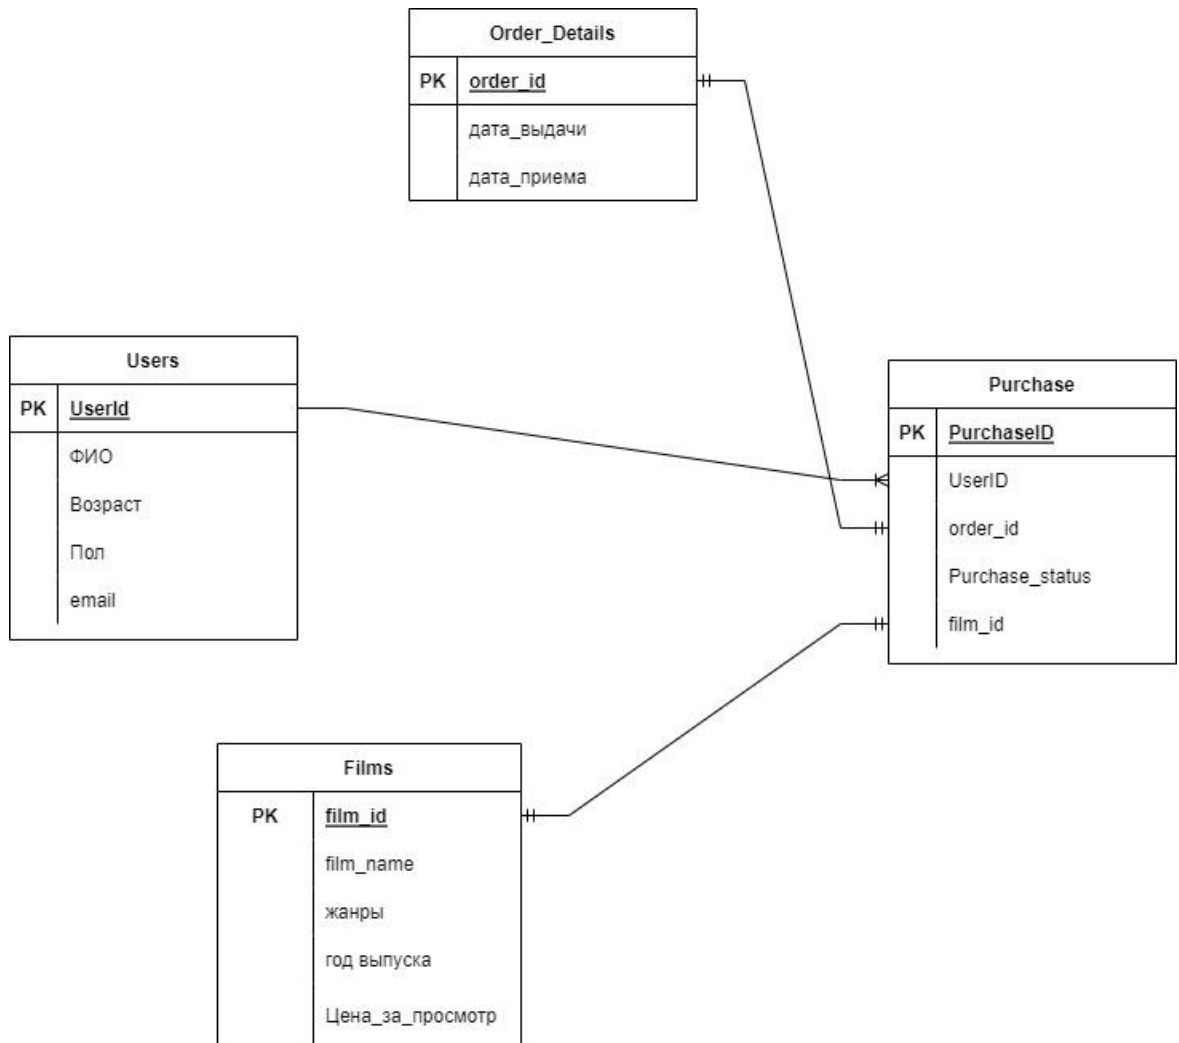 Order_Details
PK order_id
дата_выдачи
дата_приема
Users
PK UserId
ФИО
Возраст
Пол
email
Purchase
PK PurchaseID
UserID
order_id
Purchase_status
film_id
Films
PK film_id
film_name
жанры
год выпуска
Цена_за_просмотр